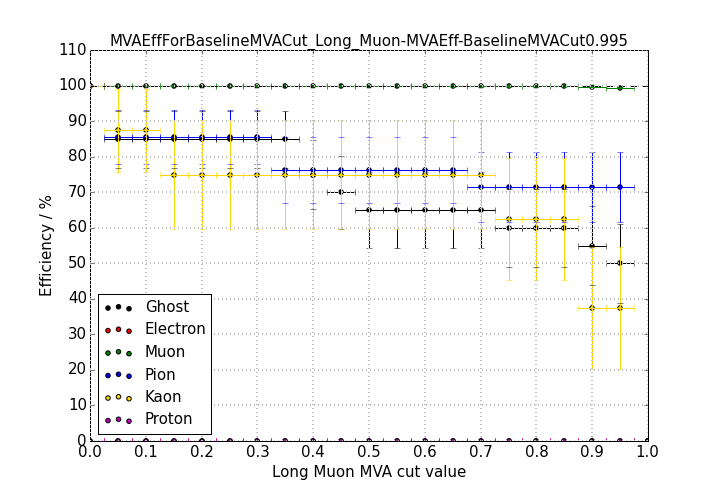 MVAEffForBaselineMVACut_Long_Muon-MVAEff-BaselineMVACut0.995
110
100
90
80
70
60
50
40
30
20
10
0
Efficiency / %
Ghost
Electron
Muon
Pion
Kaon
Proton
0.0 0.1 0.2 0.3 0.4 0.5 0.6 0.7 0.8 0.9 1.0
Long Muon MVA cut value